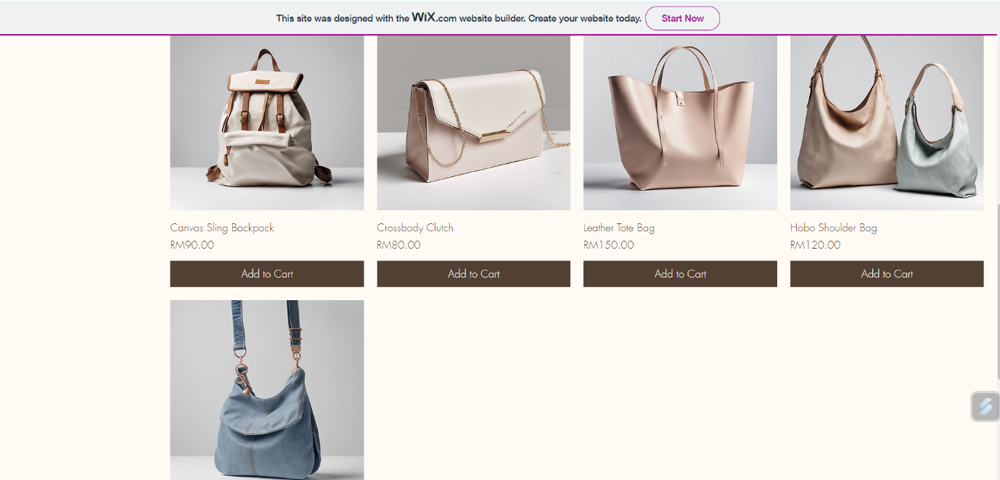 This site was designed with the WiX.com website builder. Create your website today. Start Now
Canvas Sling Backpack
RM90.00
Add to Cart
Crossbody Clutch
RM80.00
Add to Cart
Leather Tote Bag
RM150.00
Add to Cart
Hobo Shoulder Bag
RM120.00
Add to Cart